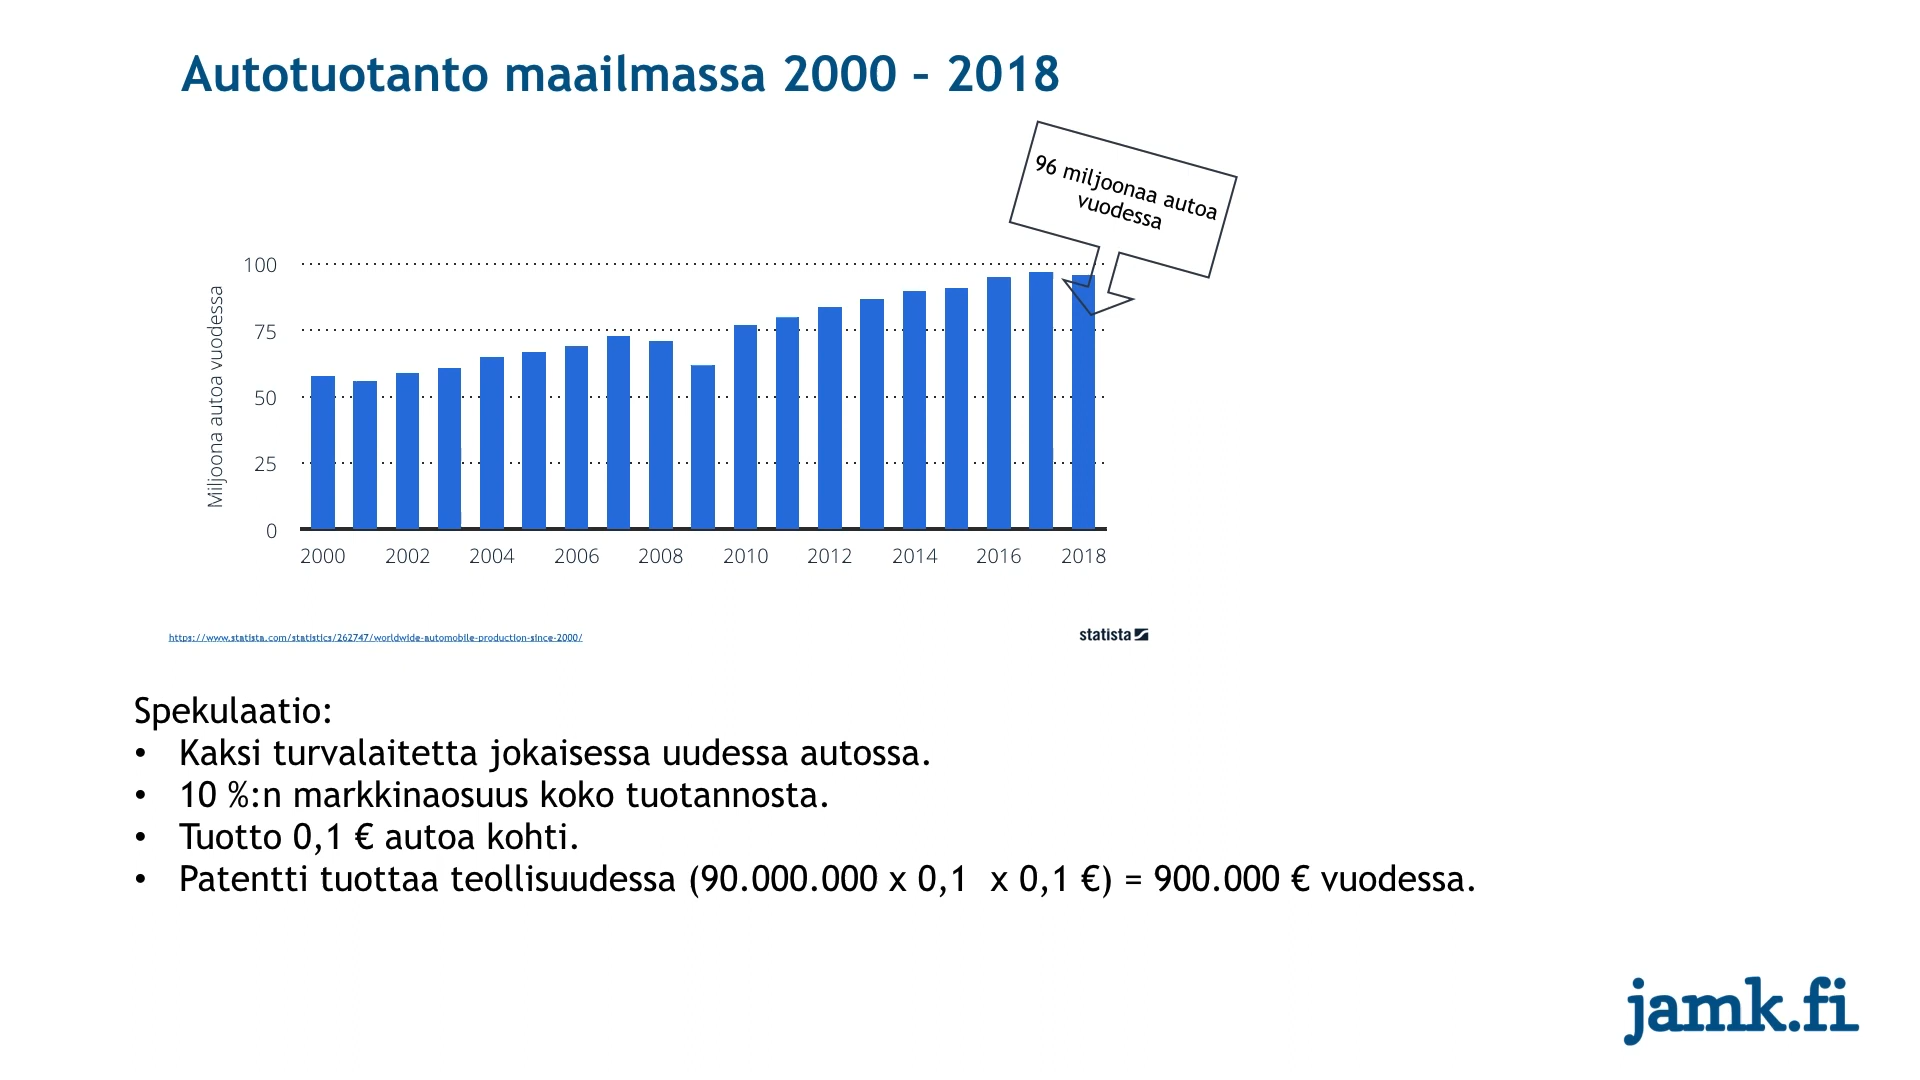 Autotuotanto maailmassa 2000 – 2018
96 miljoonaa autoa
vuodessa
Miljoona autoa vuodessa
100
75
50
25
0
2000 2002 2004 2006 2008 2010 2012 2014 2016 2018
https://www.statista.com/statistics/262747/worldwide-automobile-production-since-2000/
statista
Spekulaatio:
• Kaksi turvalaitetta jokaisessa uudessa autossa.
• 10 %:n markkinaosuus koko tuotannosta.
• Tuotto 0,1 € autoa kohti.
• Patentti tuottaa teollisuudessa (90.000.000 x 0,1  x 0,1 €) = 900.000 € vuodessa.
jamk.fi